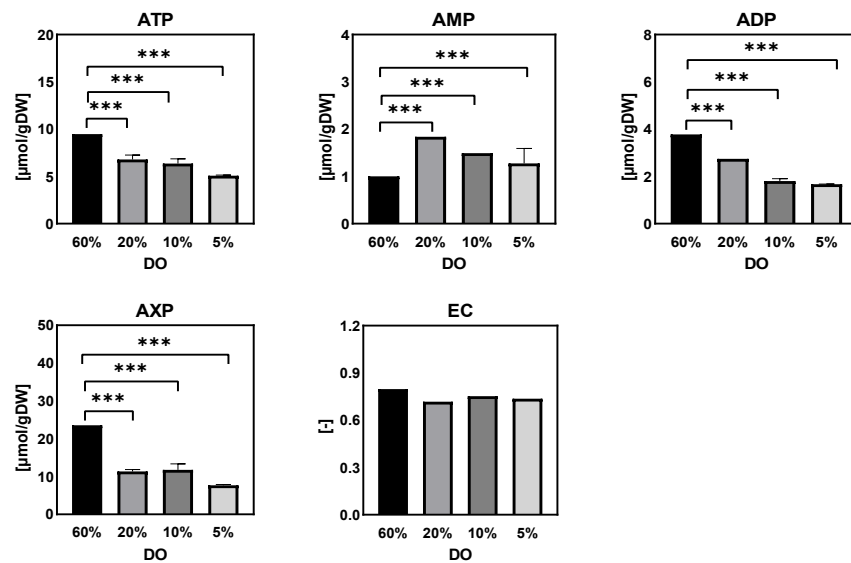 ATP
20
15
10
5
0
[µmol/gDW]
***
***
***
60% 20% 10% 5%
DO
AMP
4
3
2
1
0
[µmol/gDW]
***
***
***
60% 20% 10% 5%
DO
ADP
8
6
4
2
0
[µmol/gDW]
***
***
***
60% 20% 10% 5%
DO
AXP
50
40
30
20
10
0
[µmol/gDW]
***
***
***
60% 20% 10% 5%
DO
EC
1.2
0.9
0.6
0.3
0.0
[-]
60% 20% 10% 5%
DO